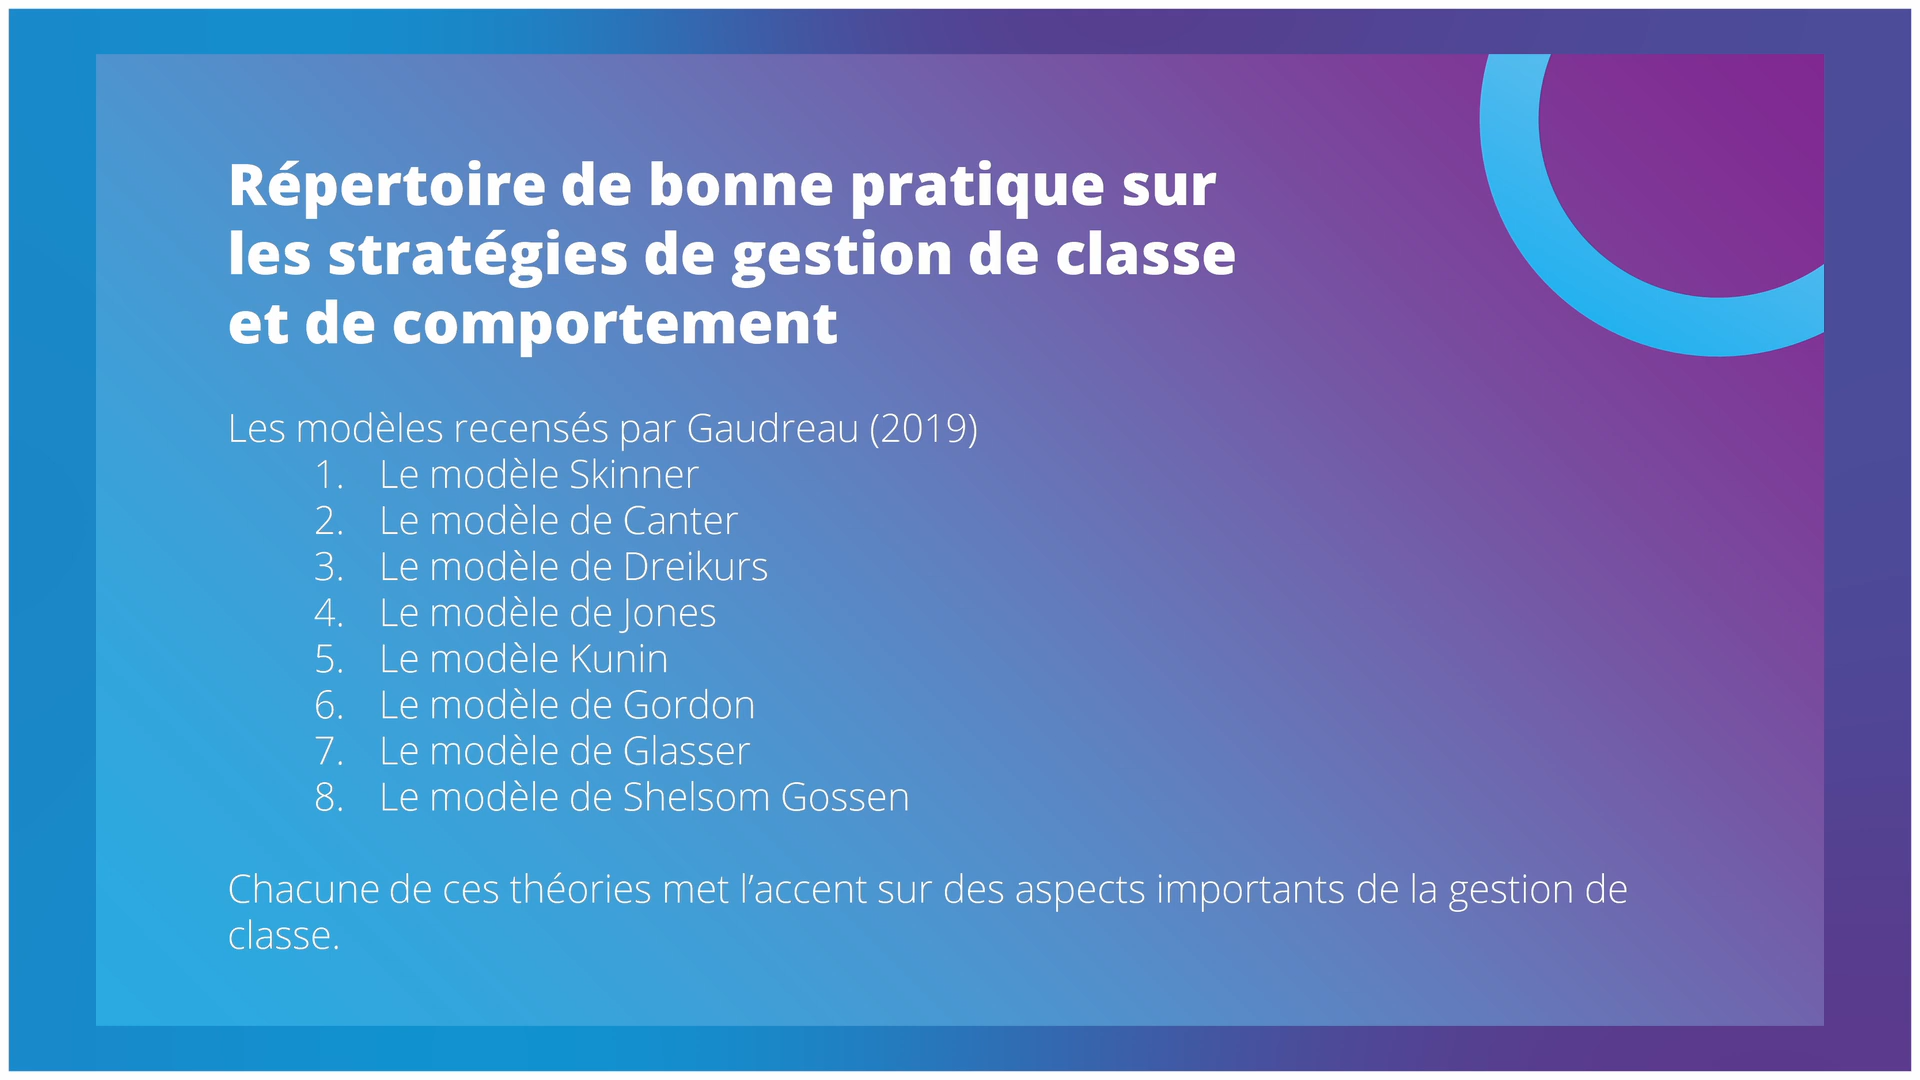 Répertoire de bonne pratique sur
les stratégies de gestion de classe
et de comportement
Les modèles recensés par Gaudreau (2019)
1. Le modèle Skinner
2. Le modèle de Canter
3. Le modèle de Dreikurs
4. Le modèle de Jones
5. Le modèle Kunin
6. Le modèle de Gordon
7. Le modèle de Glasser
8. Le modèle de Shelsom Gossen
Chacune de ces théories met l’accent sur des aspects importants de la gestion de
classe.